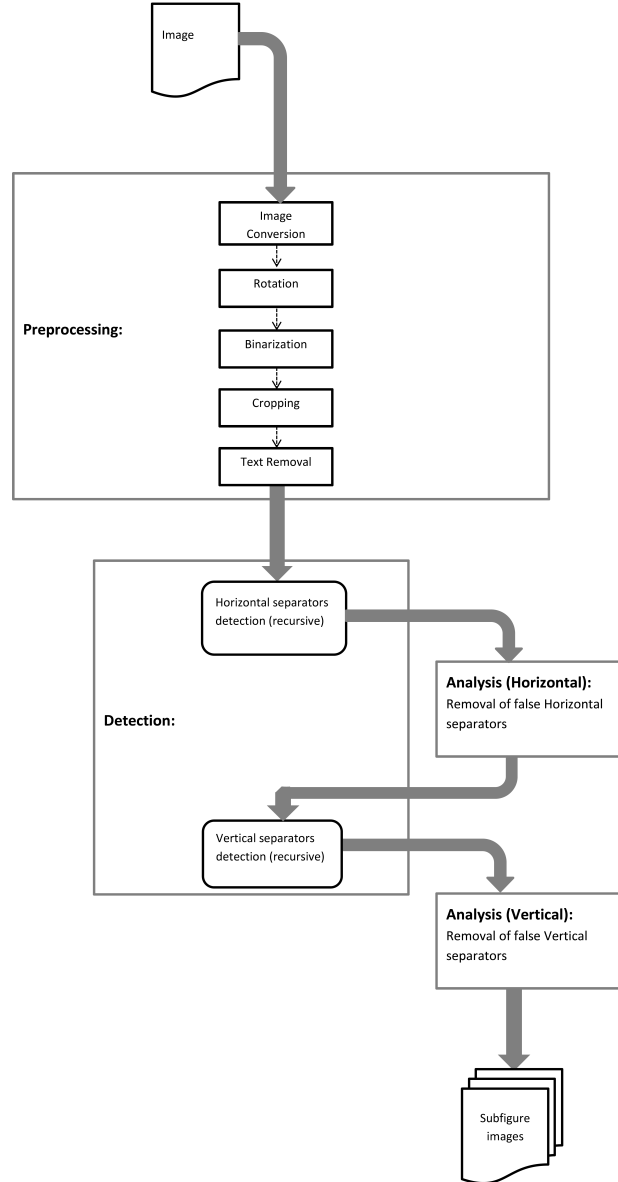 Image
Image
Conversion
Rotation
Preprocessing:
Binarization
Cropping
Text Removal
Horizontal separators
detection (recursive)
Analysis (Horizontal):
Removal of false Horizontal
separators
Detection:
Vertical separators
detection (recursive)
Analysis (Vertical):
Removal of false Vertical
separators
Subfigure
images